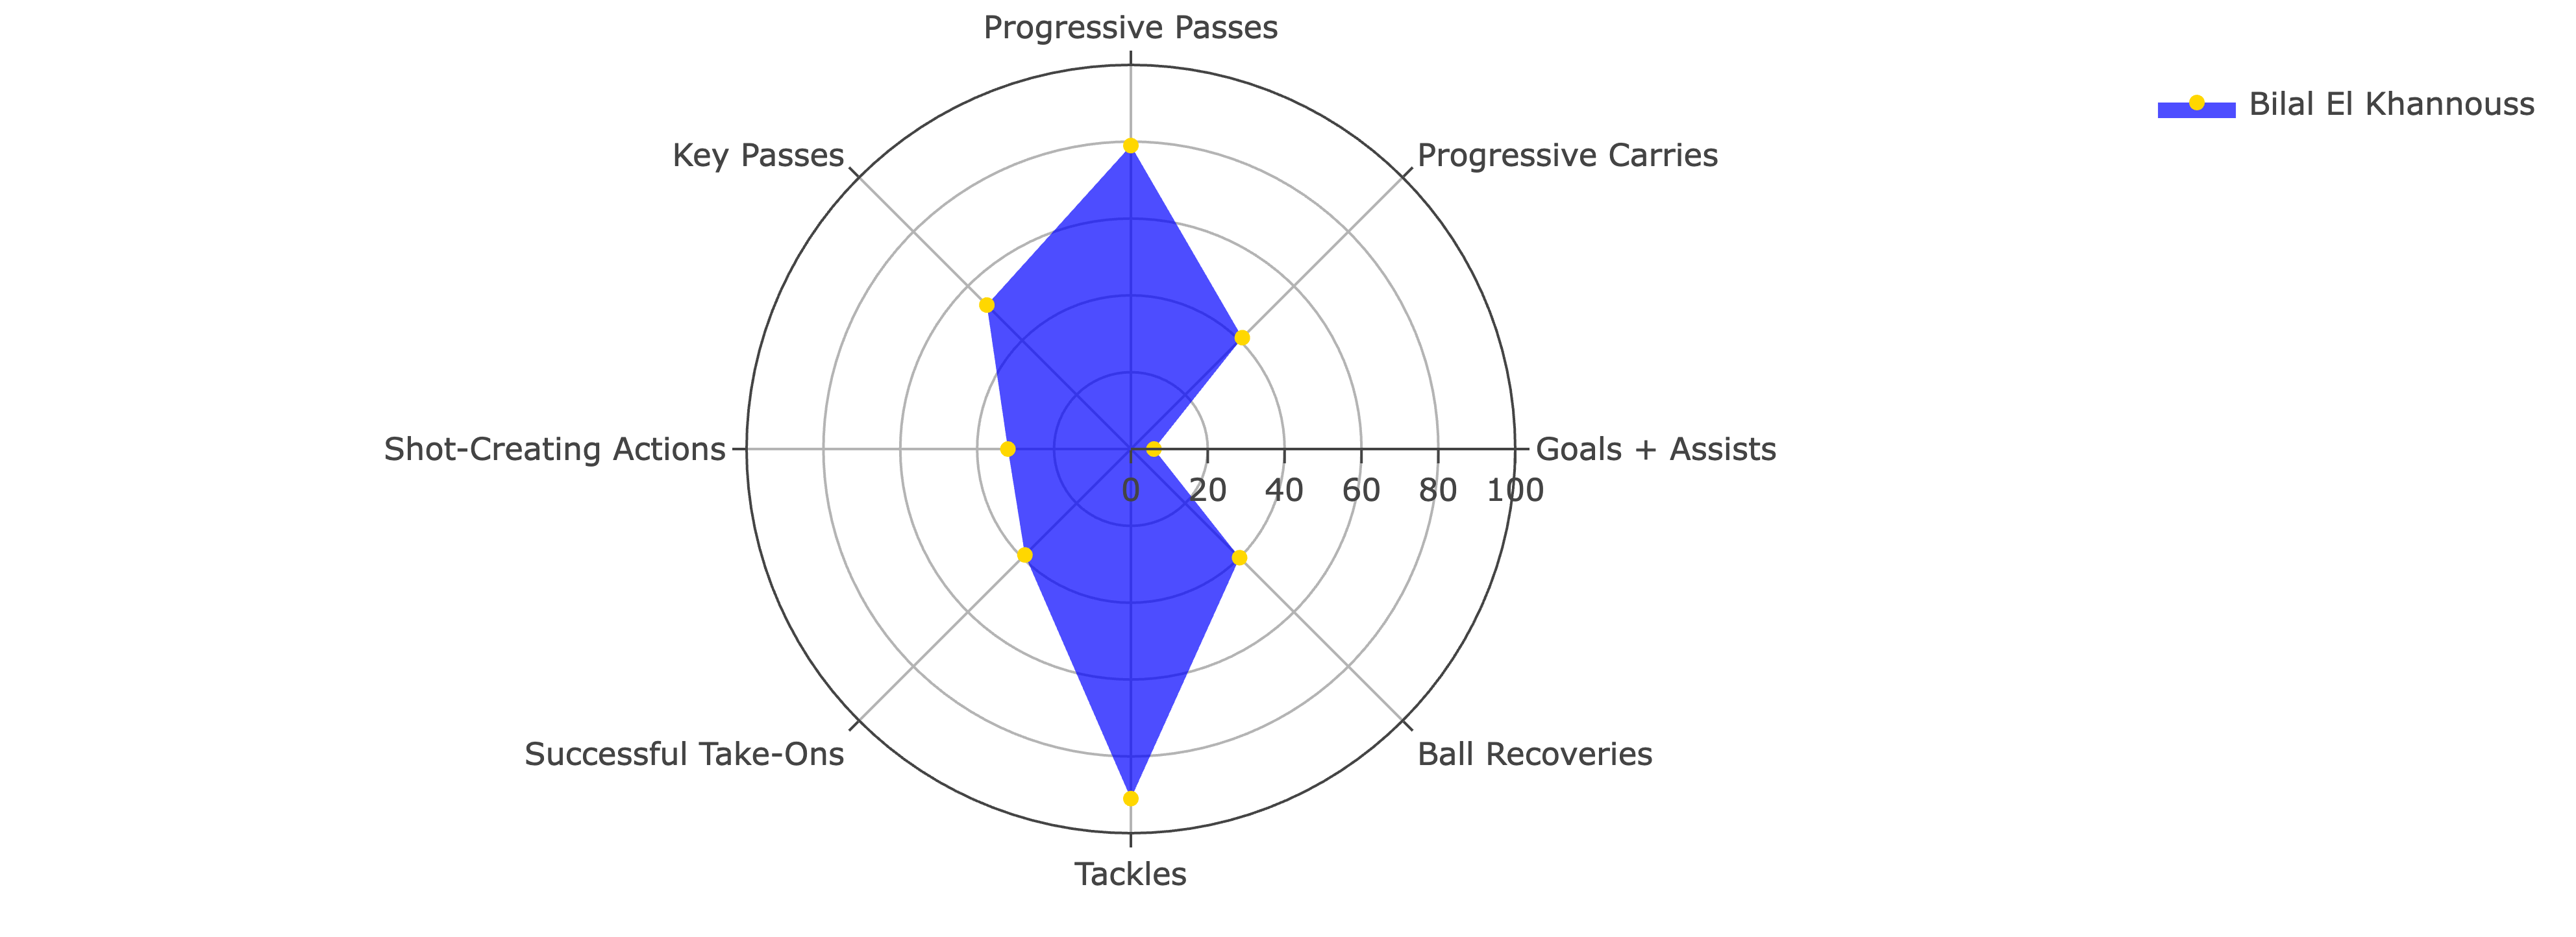 Progressive Passes
Bilal El Khannouss
Key Passes
Progressive Carries
Shot-Creating Actions
Goals + Assists
0 20 40 60 80 100
Successful Take-Ons
Ball Recoveries
Tackles